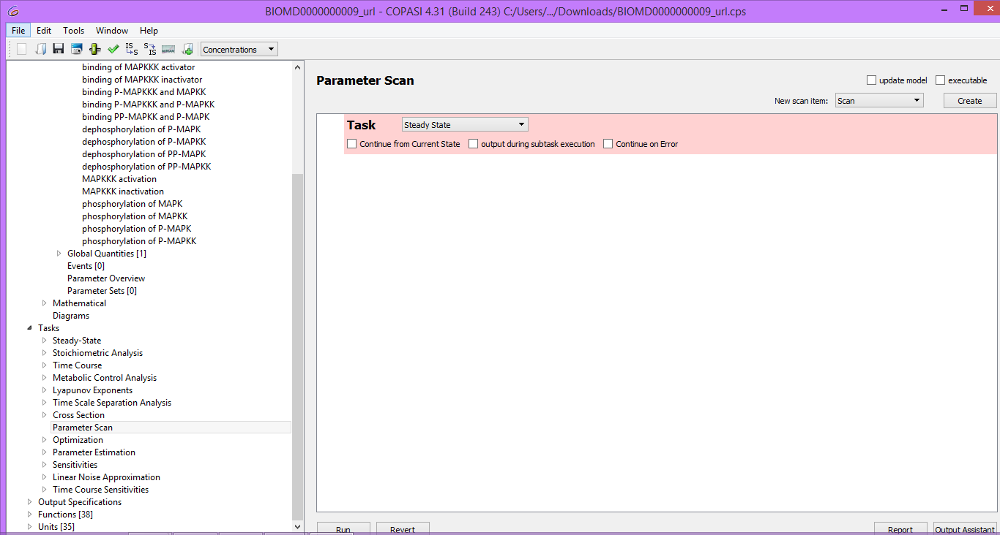 BIOMD0000000009_url - COPASI 4.31 (Build 243) C:/Users/.../Downloads/BIOMD0000000009_url.cps
File Edit Tools Window Help
IS S S IS Concentrations
binding of MAPKKK activator
binding of MAPKKK inactivator
binding P-MAPKKK and MAPKK
binding P-MAPKKK and P-MAPKK
binding PP-MAPKK and P-MAPK
dephosphorylation of P-MAPK
dephosphorylation of P-MAPKK
dephosphorylation of PP-MAPK
dephosphorylation of PP-MAPKK
MAPKKK activation
MAPKKK inactivation
phosphorylation of MAPK
phosphorylation of MAPKK
phosphorylation of P-MAPK
phosphorylation of P-MAPKK
Global Quantities [1]
Events [0]
Parameter Overview
Parameter Sets [0]
Mathematical
Diagrams
Tasks
Steady-State
Stoichiometric Analysis
Time Course
Metabolic Control Analysis
Lyapunov Exponents
Time Scale Separation Analysis
Cross Section
Parameter Scan
Optimization
Parameter Estimation
Sensitivities
Linear Noise Approximation
Time Course Sensitivities
Output Specifications
Functions [38]
Units [35]
Parameter Scan
update model executable
New scan item: Scan Create
Task Steady State
Continue from Current State output during subtask execution Continue on Error
Run Revert Report Output Assistant